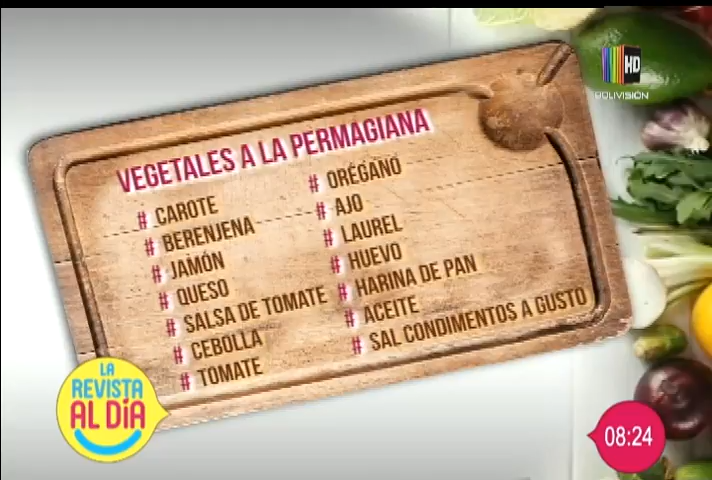 HD
BOLIVISIÓN
VEGETALES A LA PERMAGIANA
# CAROTE
# BERENJENA
# JAMÓN
# QUESO
# SALSA DE TOMATE
# CEBOLLA
# TOMATE
# ORÉGANO
# AJO
# LAUREL
# HUEVO
# HARINA DE PAN
# ACEITE
# SAL CONDIMENTOS A GUSTO
LA
REVISTA
AL DÍA
08:24